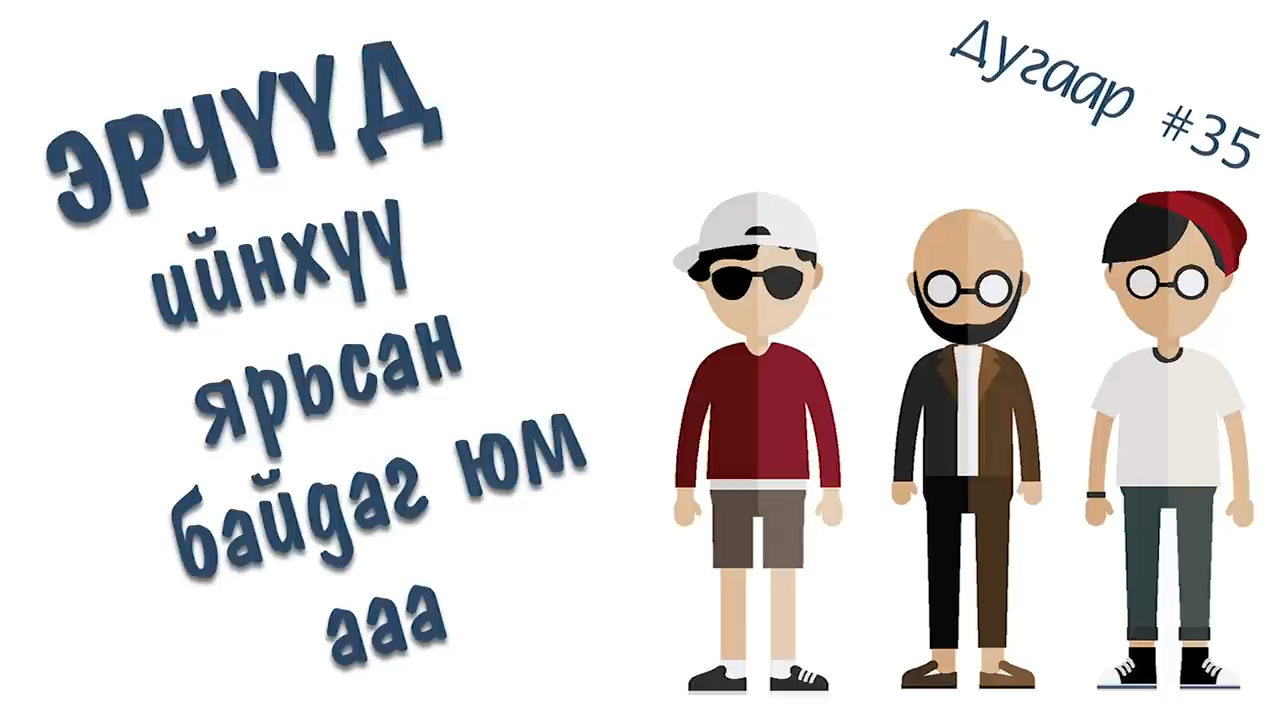 ЭРЧҮҮД
ийнхүү
ярьсан
байдаг юм
ааа
Дугаар #35